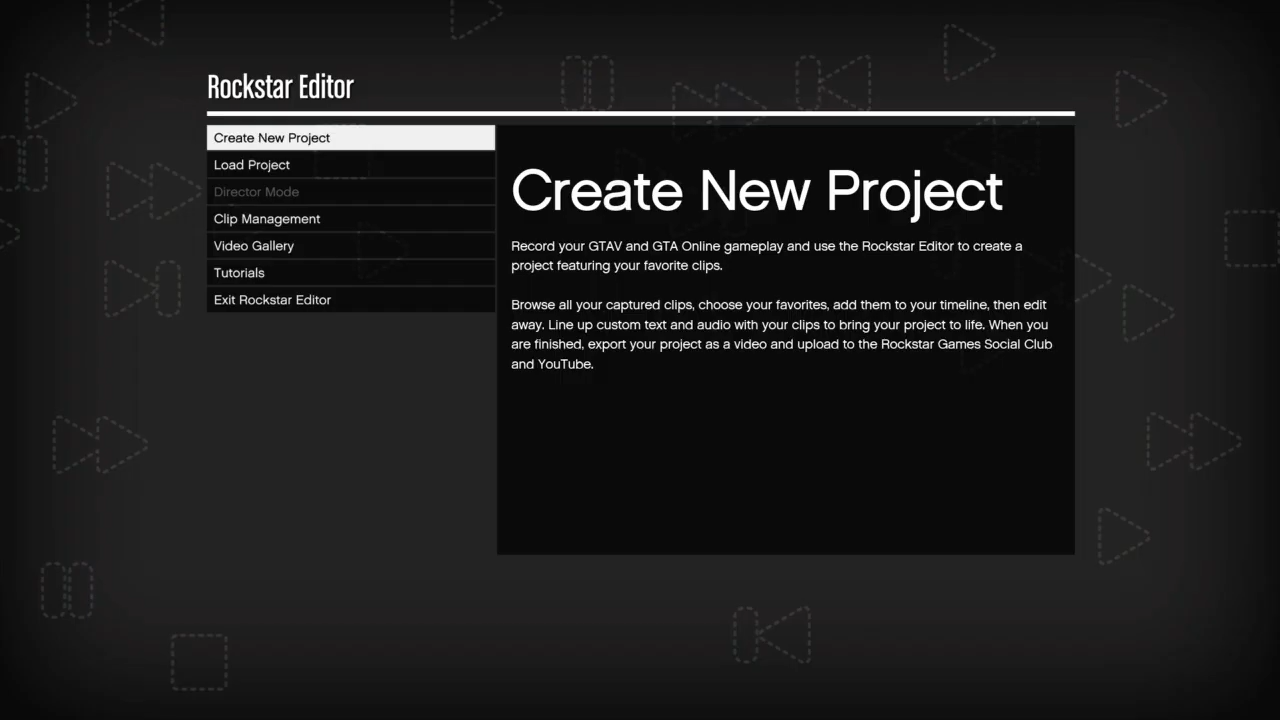 Rockstar Editor
Create New Project
Load Project
Director Mode
Clip Management
Video Gallery
Tutorials
Exit Rockstar Editor
Create New Project
Record your GTAV and GTA Online gameplay and use the Rockstar Editor to create a
project featuring your favorite clips.
Browse all your captured clips, choose your favorites, add them to your timeline, then edit
away. Line up custom text and audio with your clips to bring your project to life. When you
are finished, export your project as a video and upload to the Rockstar Games Social Club
and YouTube.